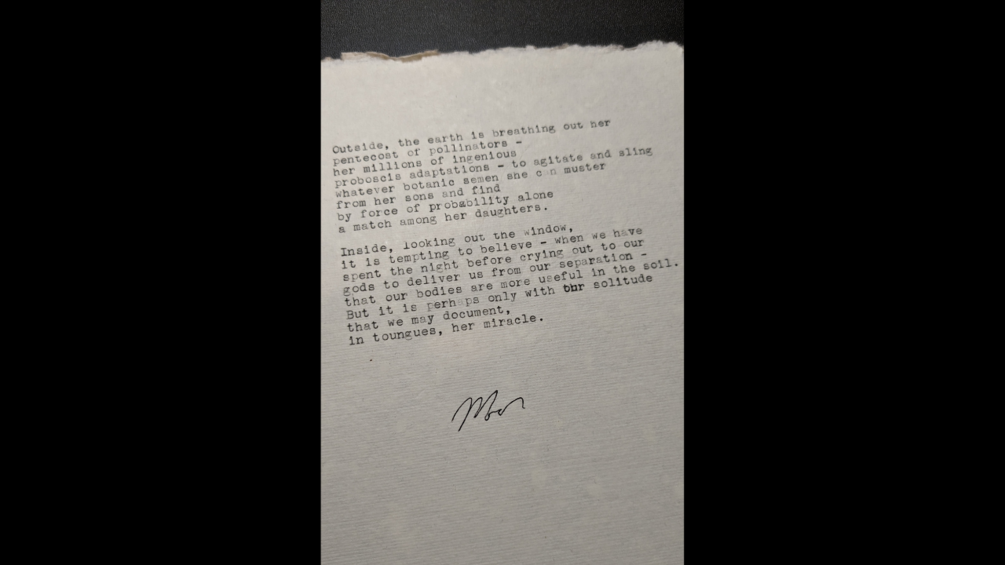 Outside, the earth is breathing out her
pentecost of pollinators -
her millions of ingenious
proboscis adaptations - to agitate and sling
whatever botanic semen she can muster
from her sons and find
by force of probability alone
a match among her daughters.
Inside, looking out the window,
it is tempting to believe - when we have
spent the night before crying out to our
gods to deliver us from our separation -
that our bodies are more useful in the soil.
But it is perhaps only with our solitude
that we may document,
in toungues, her miracle.